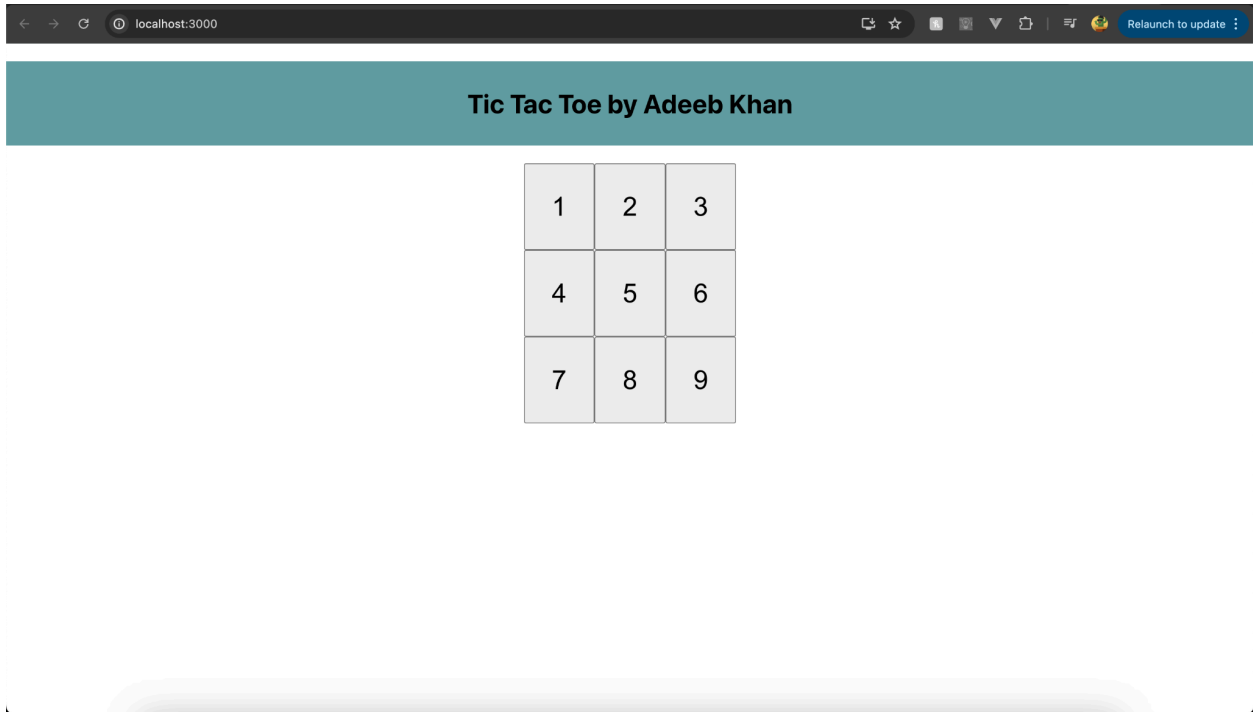 localhost:3000
Relaunch to update
Tic Tac Toe by Adeeb Khan
1 2 3
4 5 6
7 8 9